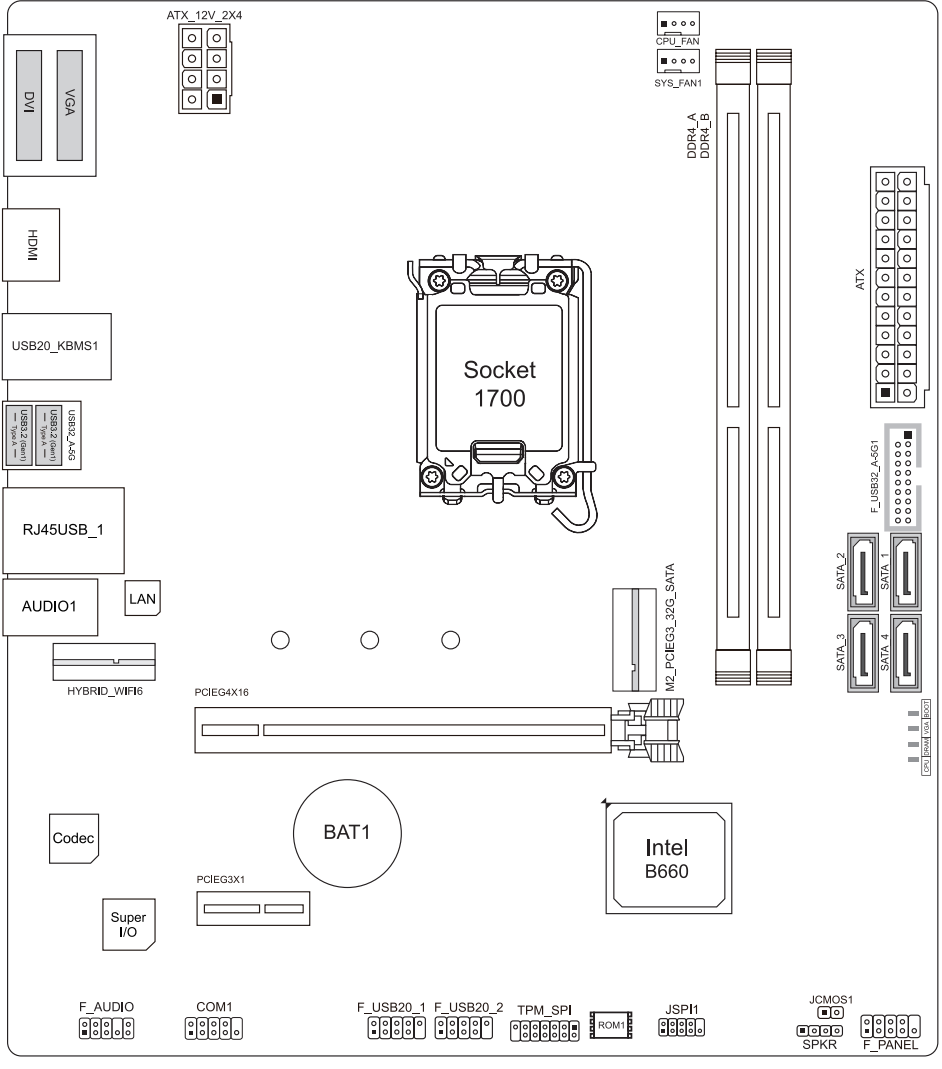 ATX_12V_2X4
CPU_FAN
SYS_FAN1
DVI
VGA
DDR4_A
DDR4_B
HDMI
ATX
USB20_KBMS1
Socket
1700
USB32_A-5G
USB3.2 (Gen1)
Type A
USB3.2 (Gen1)
Type A
F_USB32_A-5G1
RJ45USB_1
SATA_2
SATA_1
AUDIO1
LAN
M2_PCIEG3_32G_SATA
SATA_3
SATA_4
HYBRID_WIFI6
PCIEG4X16
BOOT
VGA
DRAM
CPU
BAT1
Codec
Intel
B660
PCIEG3X1
Super
I/O
F_AUDIO
COM1
F_USB20_1
F_USB20_2
TPM_SPI
ROM1
JSPI1
JCMOS1
SPKR
F_PANEL